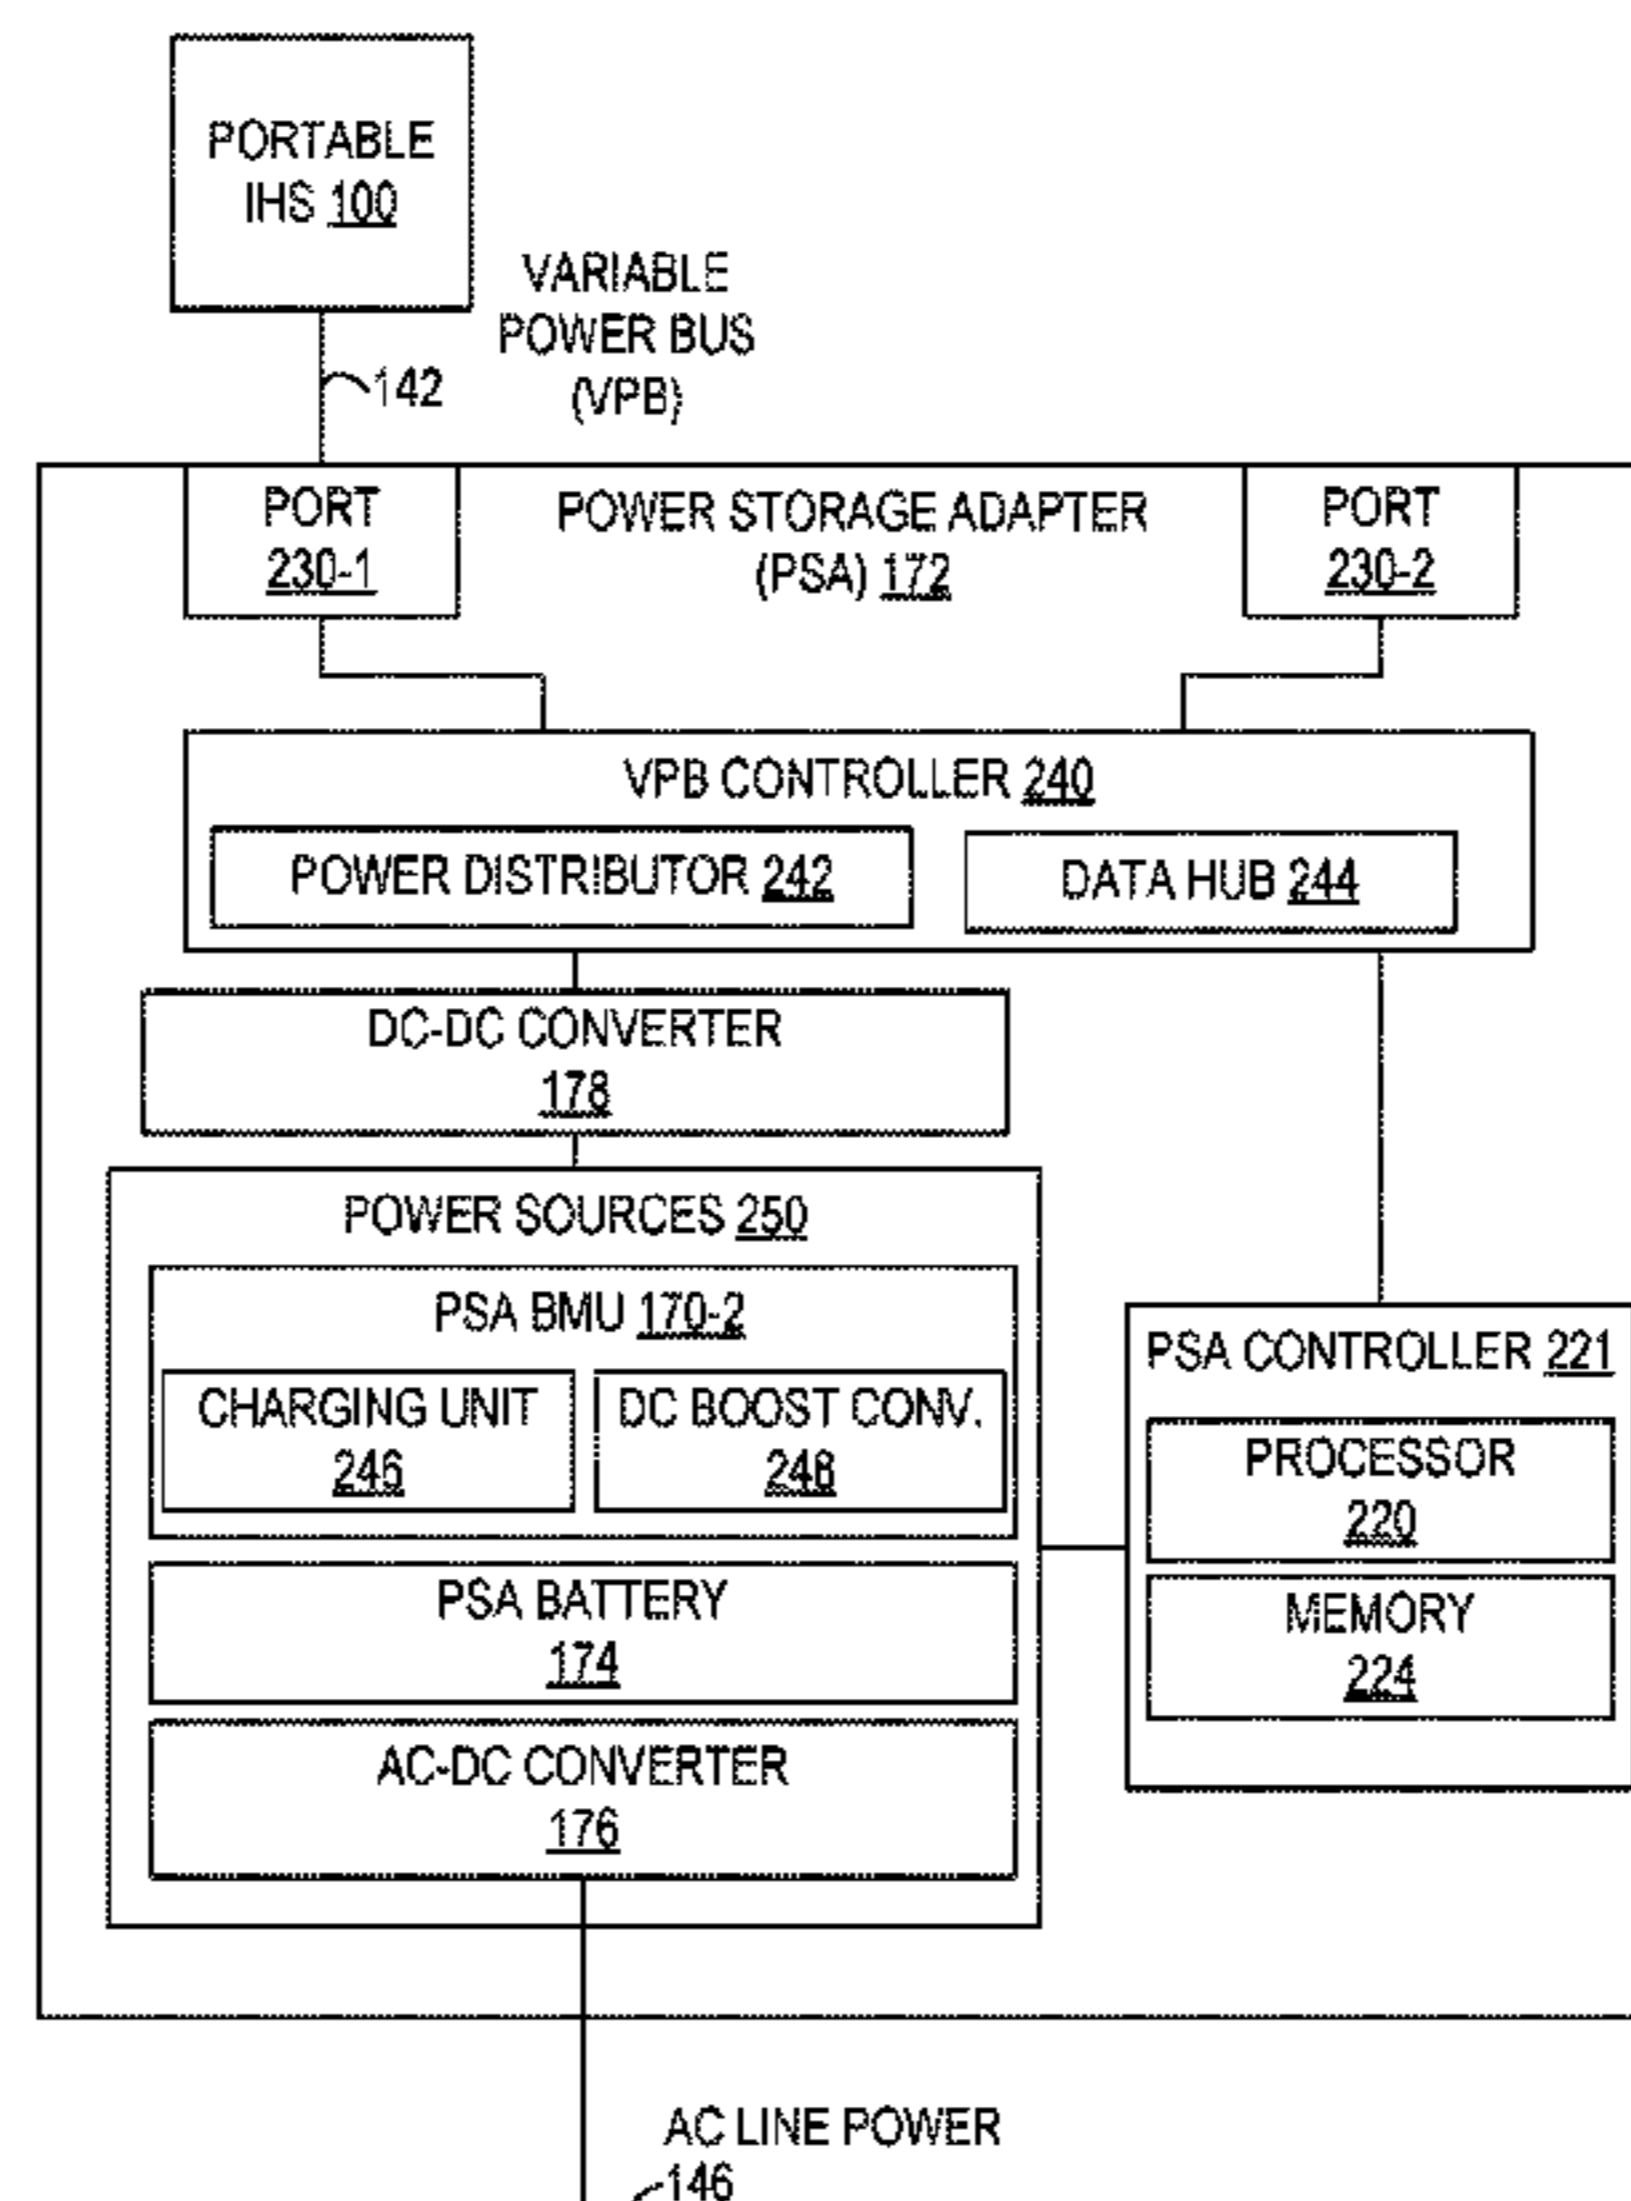 PORTABLE
IHS 100
VARIABLE
POWER BUS
(VPB)
142
PORT
230-1
POWER STORAGE ADAPTER
(PSA) 172
PORT
230-2
VPB CONTROLLER 240
POWER DISTRIBUTOR 242
DATA HUB 244
DC-DC CONVERTER
178
POWER SOURCES 250
PSA BMU 170-2
CHARGING UNIT
246
DC BOOST CONV.
248
PSA BATTERY
174
AC-DC CONVERTER
176
PSA CONTROLLER 221
PROCESSOR
220
MEMORY
224
AC LINE POWER
146